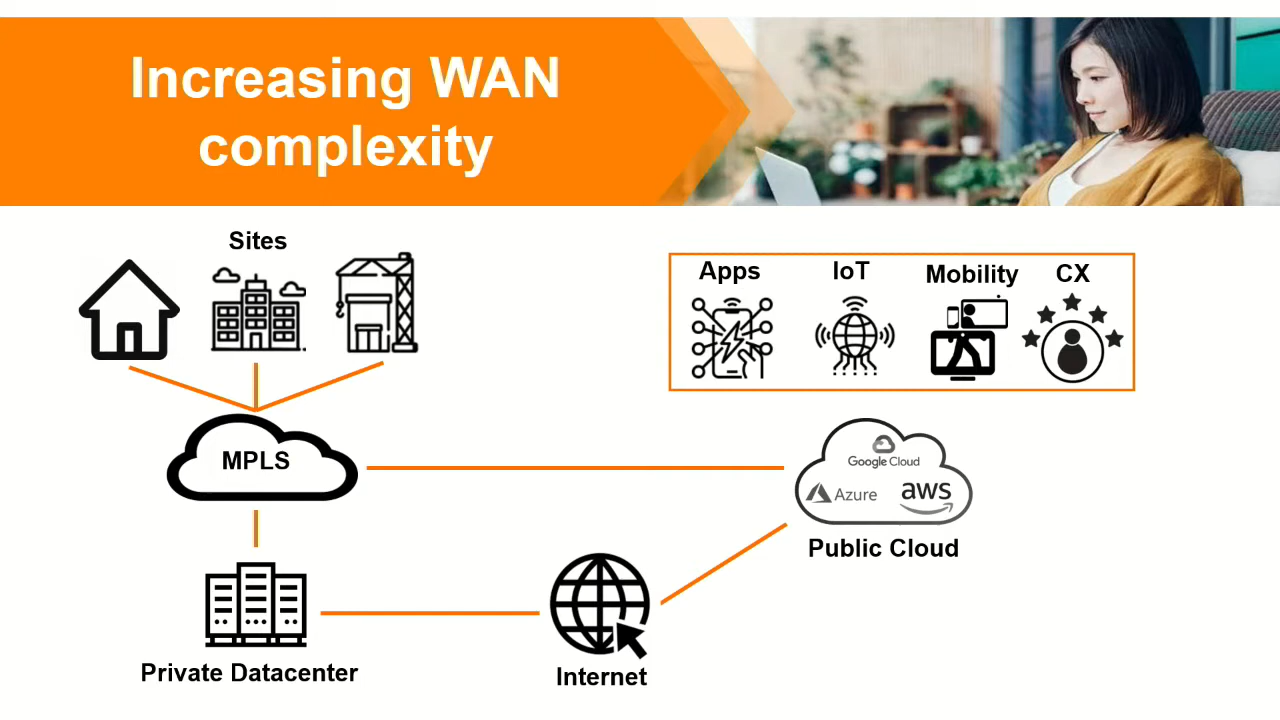 Increasing WAN
complexity
Sites
Apps
IoT
Mobility
CX
MPLS
Google Cloud
Azure
aws
Public Cloud
Private Datacenter
Internet